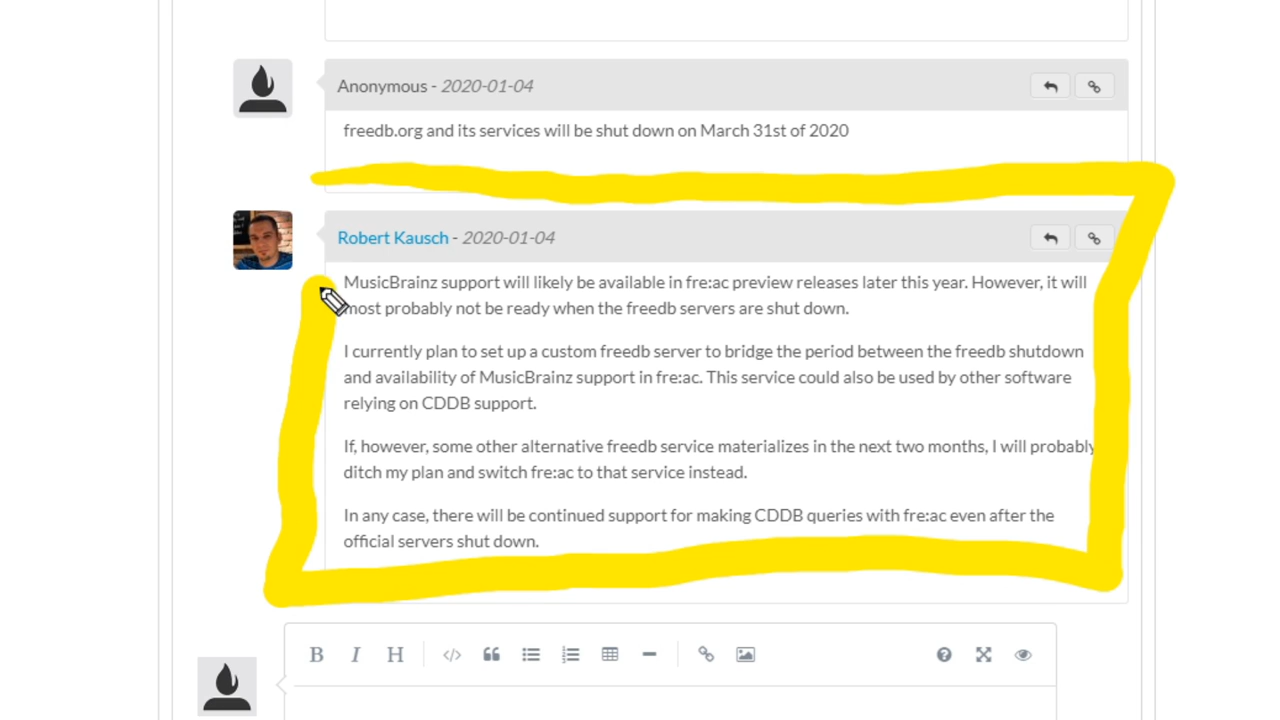 Anonymous - 2020-01-04
freedb.org and its services will be shut down on March 31st of 2020
Robert Kausch - 2020-01-04
MusicBrainz support will likely be available in fre:ac preview releases later this year. However, it will
most probably not be ready when the freedb servers are shut down.
I currently plan to set up a custom freedb server to bridge the period between the freedb shutdown
and availability of MusicBrainz support in fre:ac. This service could also be used by other software
relying on CDDB support.
If, however, some other alternative freedb service materializes in the next two months, I will probably
ditch my plan and switch fre:ac to that service instead.
In any case, there will be continued support for making CDDB queries with fre:ac even after the
official servers shut down.
B I H